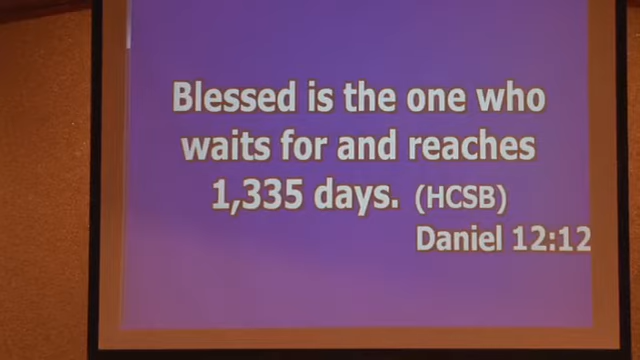 Blessed is the one who
waits for and reaches
1,335 days. (HCSB)
Daniel 12:12